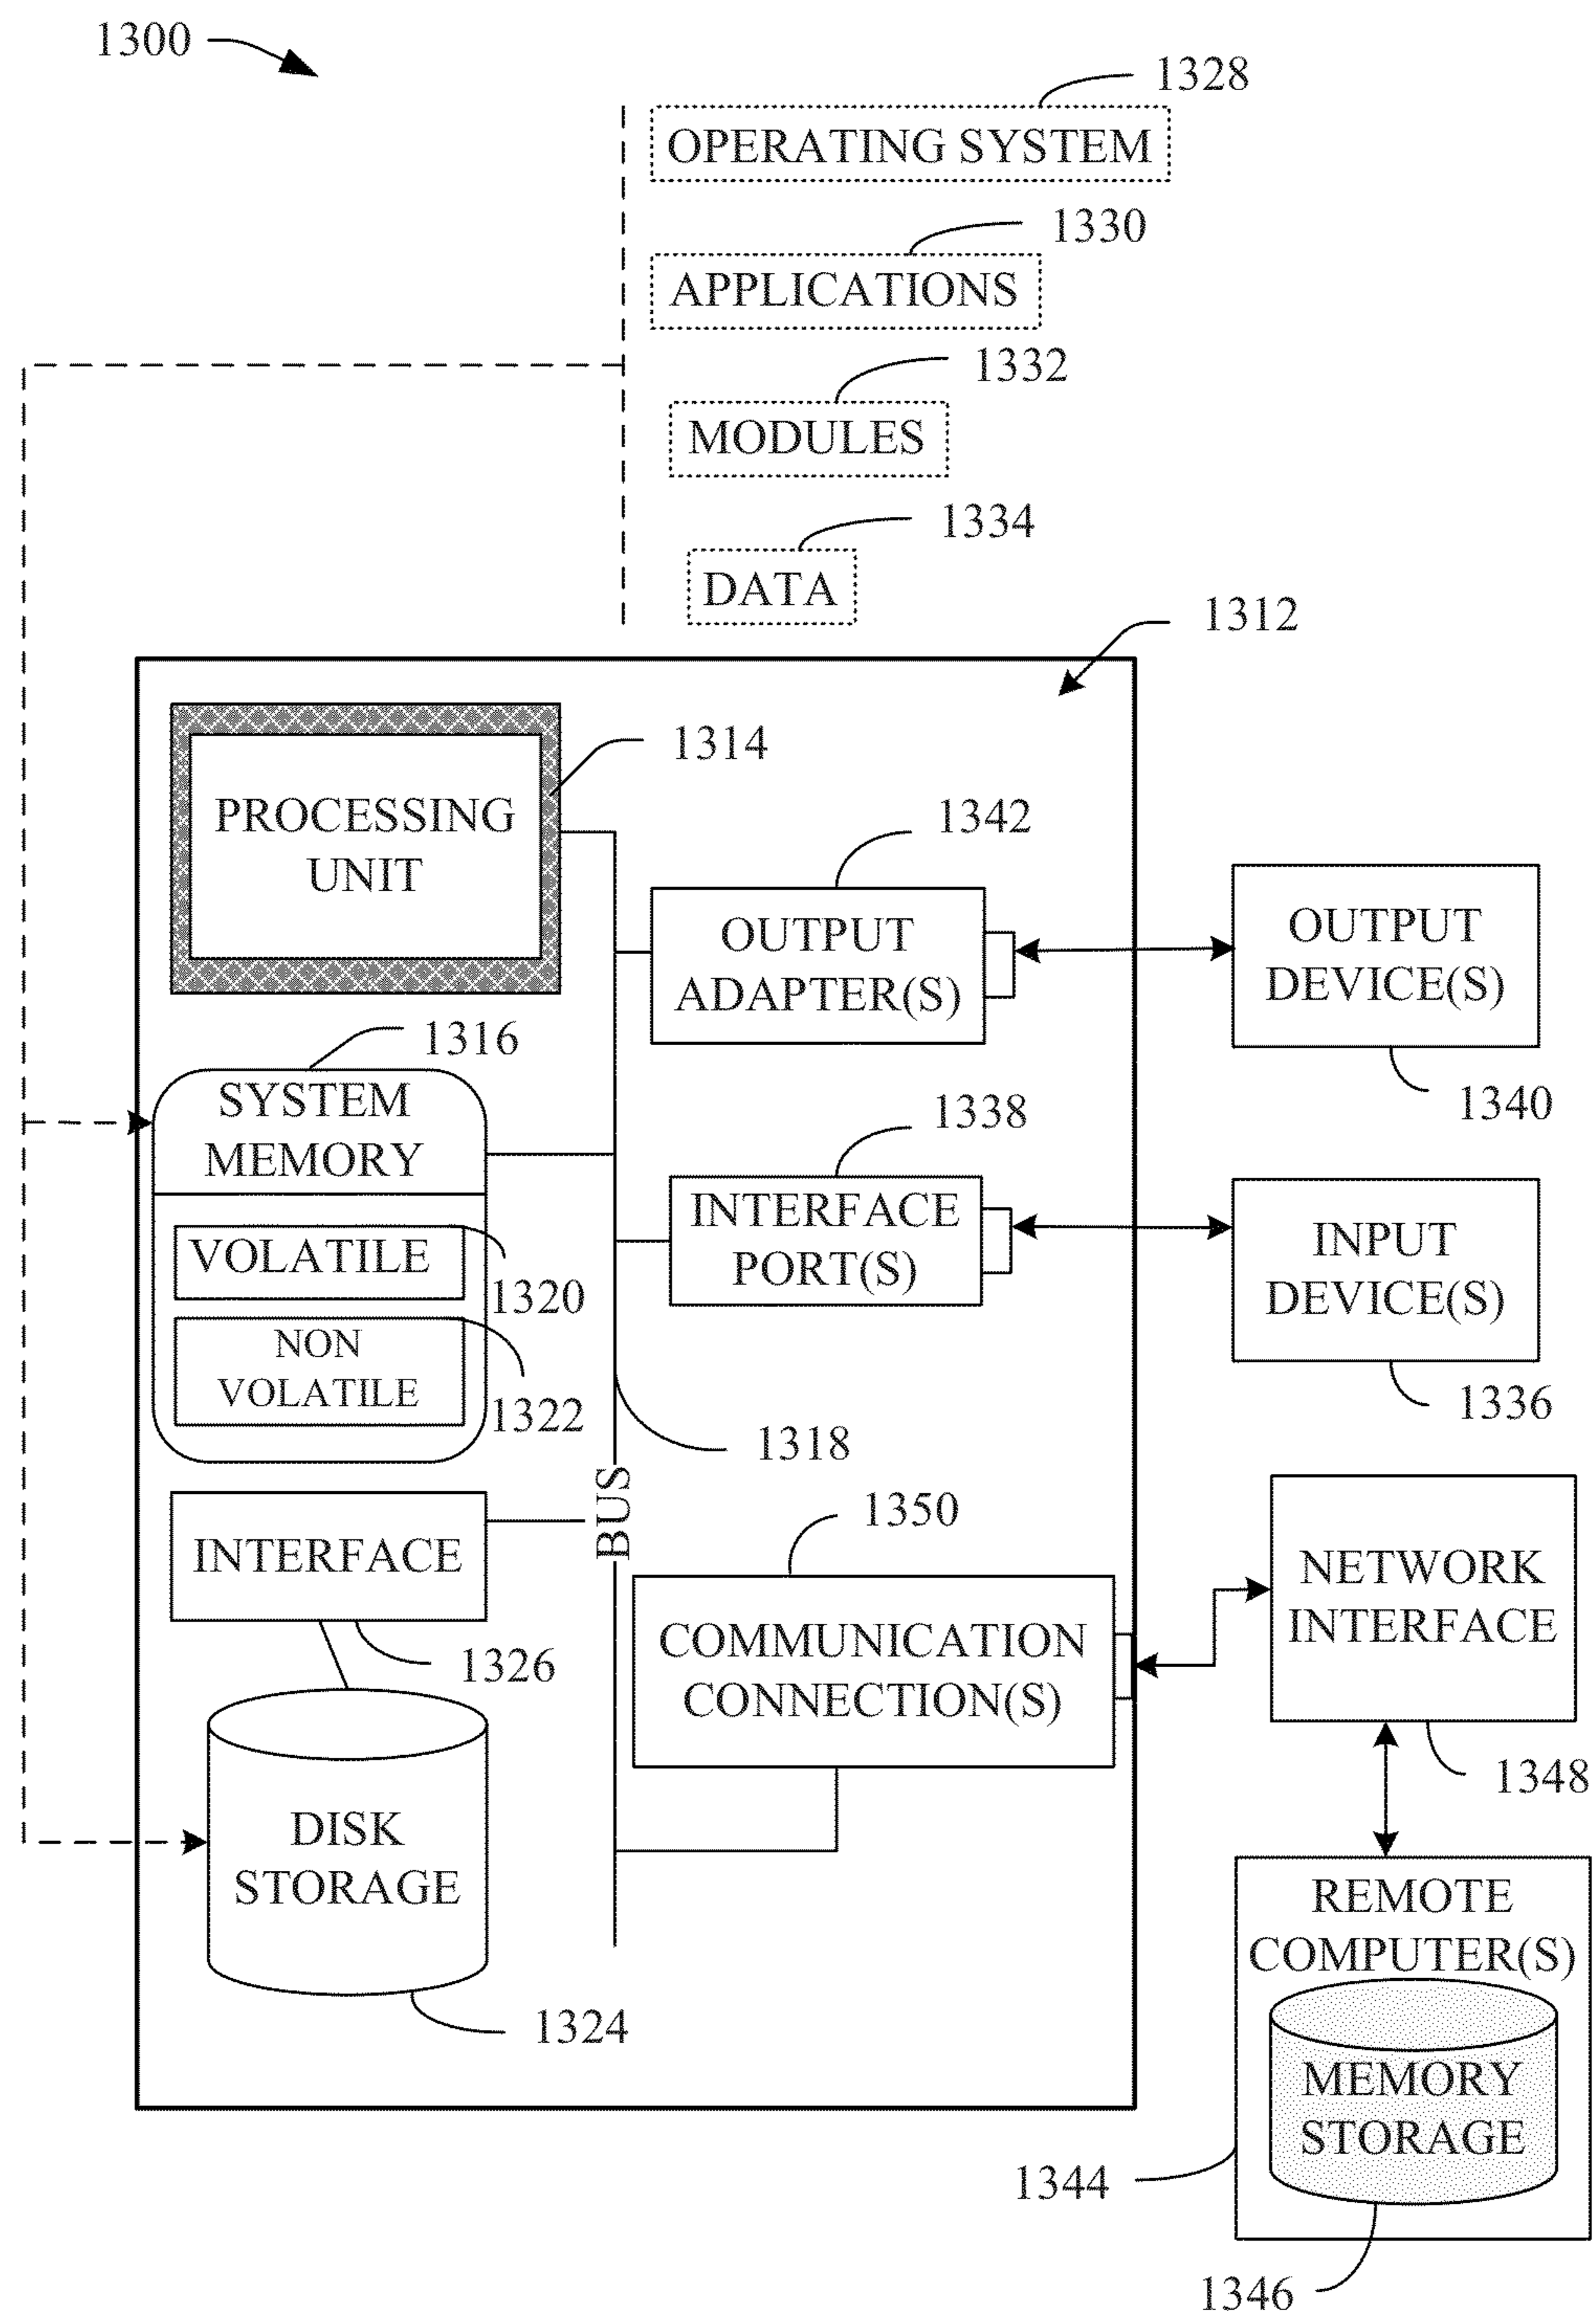 1300
1328
OPERATING SYSTEM
1330
APPLICATIONS
1332
MODULES
1334
DATA
1312
1314
PROCESSING
UNIT
1342
OUTPUT
ADAPTER(S)
OUTPUT
DEVICE(S)
1340
1316
SYSTEM
MEMORY
VOLATILE
1320
NON
VOLATILE
1322
1338
INTERFACE
PORT(S)
INPUT
DEVICE(S)
1336
1318
BUS
INTERFACE
1326
1350
COMMUNICATION
CONNECTION(S)
NETWORK
INTERFACE
1348
DISK
STORAGE
1324
REMOTE
COMPUTER(S)
MEMORY
STORAGE
1344
1346